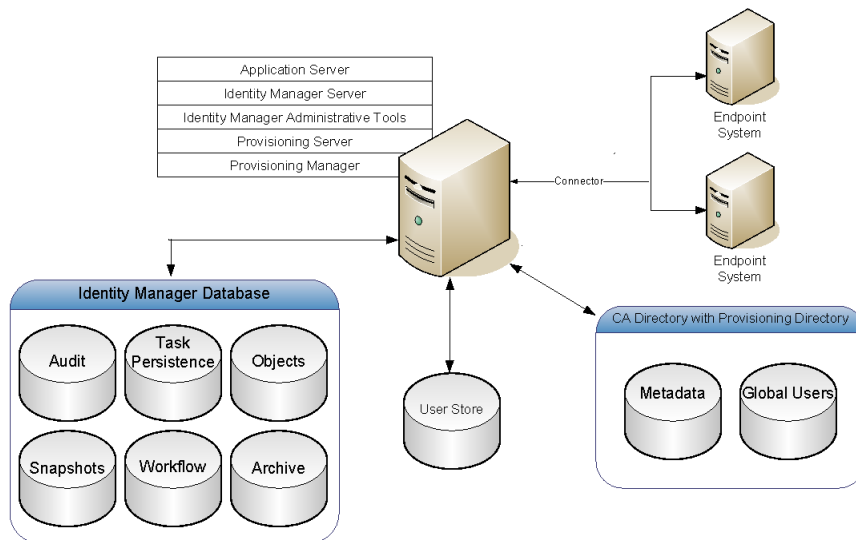 Application Server
Identity Manager Server
Identity Manager Administrative Tools
Provisioning Server
Provisioning Manager
Connector
Endpoint
System
Endpoint
System
Identity Manager Database
Audit
Task
Persistence
Objects
Snapshots
Workflow
Archive
User Store
CA Directory with Provisioning Directory
Metadata
Global Users